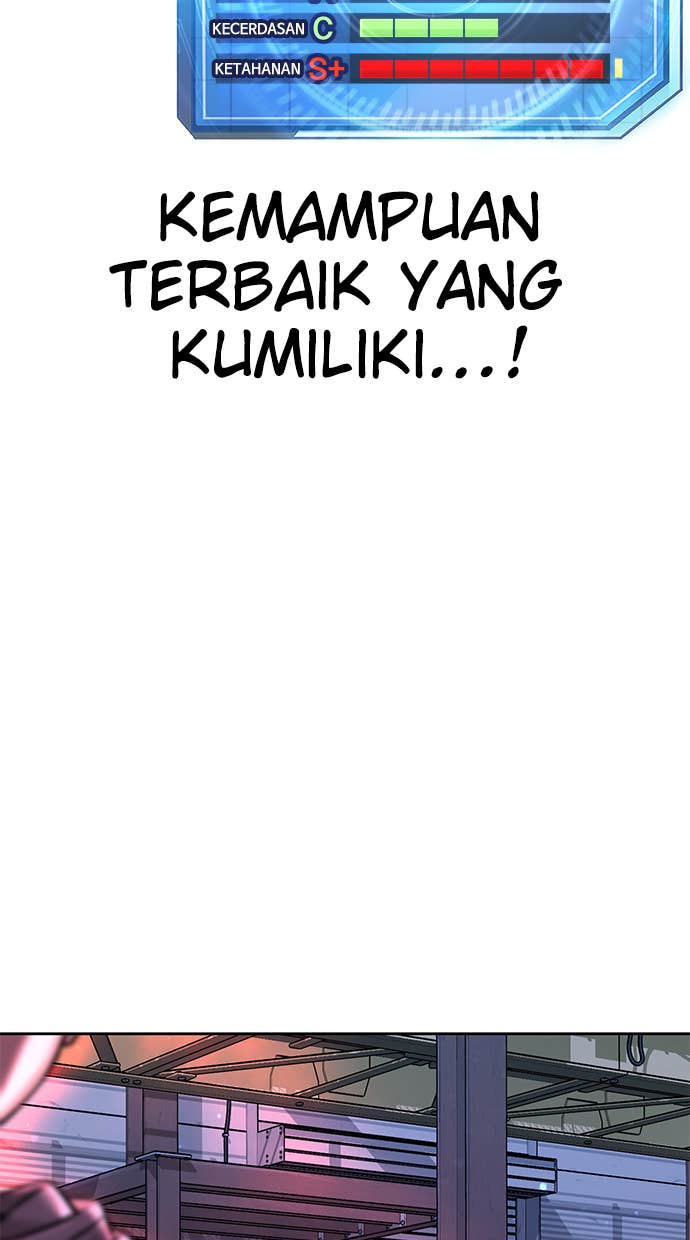 KECERDASAN C
KETAHANAN S+
KEMAMPUAN
TERBAIK YANG
KUMILIKI...!